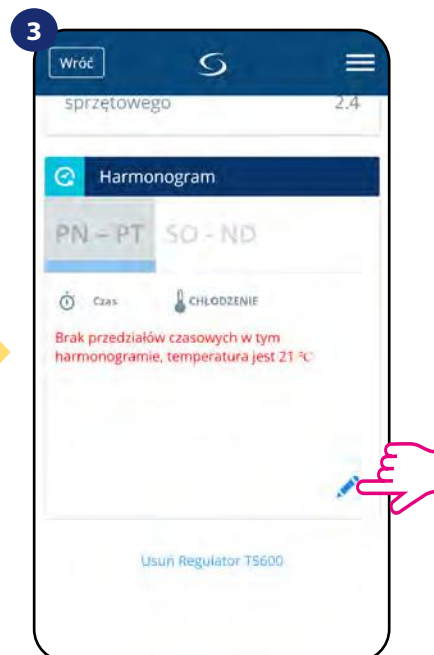 3
Wróć
sprzętowego 2.4
Harmonogram
PN – PT SO - ND
Czas CHŁODZENIE
Brak przedziałów czasowych w tym
harmonogramie, temperatura jest 21 °C
Usuń Regulator TS600